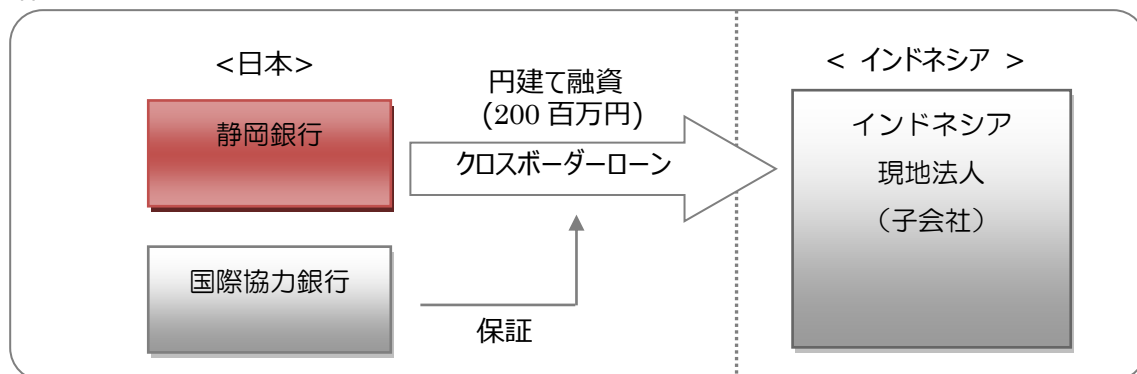 <日本>
円建て融資
(200 百万円)
クロスボーダーローン
静岡銀行
国際協力銀行
保証
< インドネシア >
インドネシア
現地法人
（子会社）